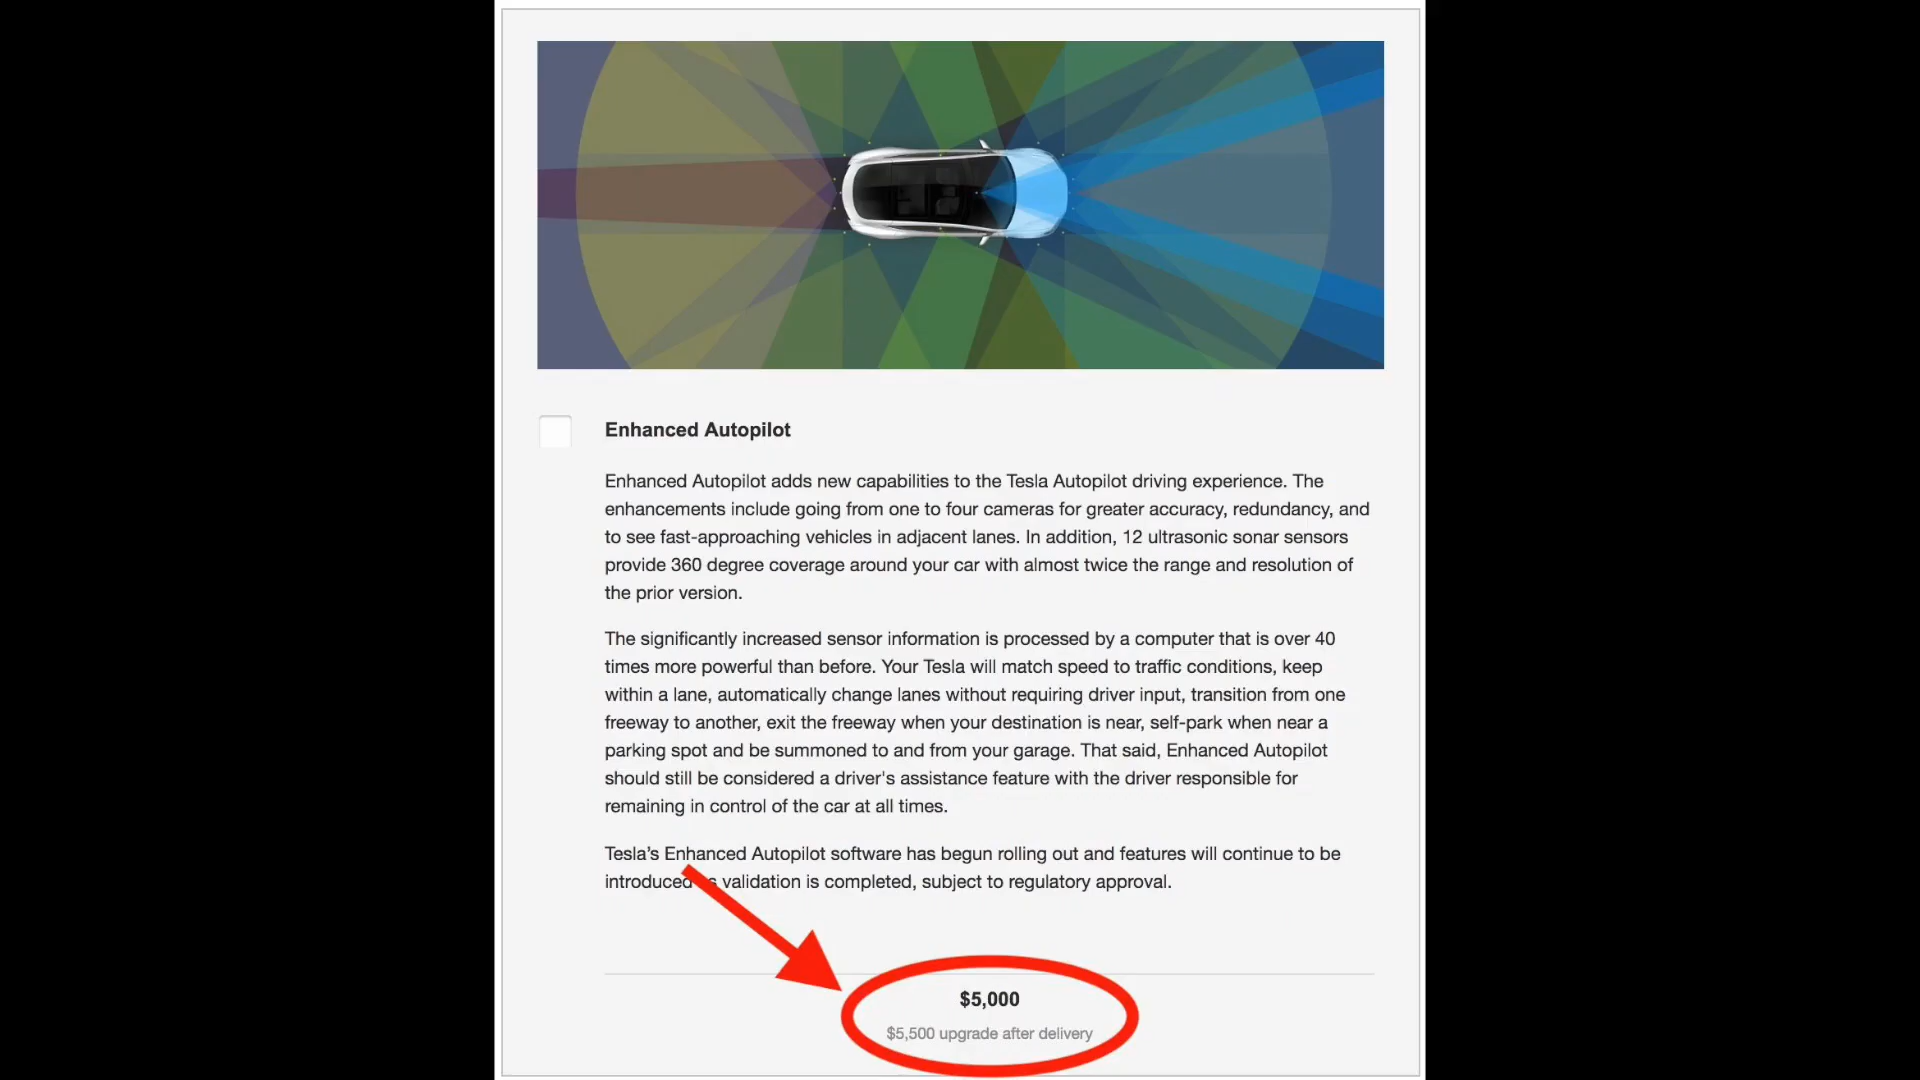 Enhanced Autopilot
Enhanced Autopilot adds new capabilities to the Tesla Autopilot driving experience. The
enhancements include going from one to four cameras for greater accuracy, redundancy, and
to see fast-approaching vehicles in adjacent lanes. In addition, 12 ultrasonic sonar sensors
provide 360 degree coverage around your car with almost twice the range and resolution of
the prior version.
The significantly increased sensor information is processed by a computer that is over 40
times more powerful than before. Your Tesla will match speed to traffic conditions, keep
within a lane, automatically change lanes without requiring driver input, transition from one
freeway to another, exit the freeway when your destination is near, self-park when near a
parking spot and be summoned to and from your garage. That said, Enhanced Autopilot
should still be considered a driver's assistance feature with the driver responsible for
remaining in control of the car at all times.
Tesla’s Enhanced Autopilot software has begun rolling out and features will continue to be
introduced validation is completed, subject to regulatory approval.
$5,000
$5,500 upgrade after delivery